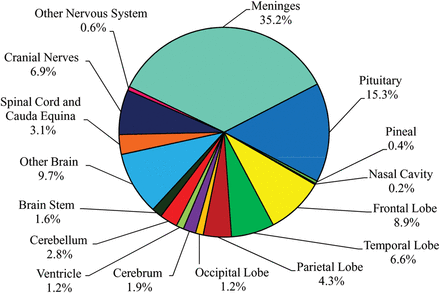 Meninges
35.2%
Pituitary
15.3%
Pineal
0.4%
Nasal Cavity
0.2%
Frontal Lobe
8.9%
Temporal Lobe
6.6%
Parietal Lobe
4.3%
Occipital Lobe
1.2%
Cerebrum
1.9%
Ventricle
1.2%
Cerebellum
2.8%
Brain Stem
1.6%
Other Brain
9.7%
Spinal Cord and
Cauda Equina
3.1%
Cranial Nerves
6.9%
Other Nervous System
0.6%